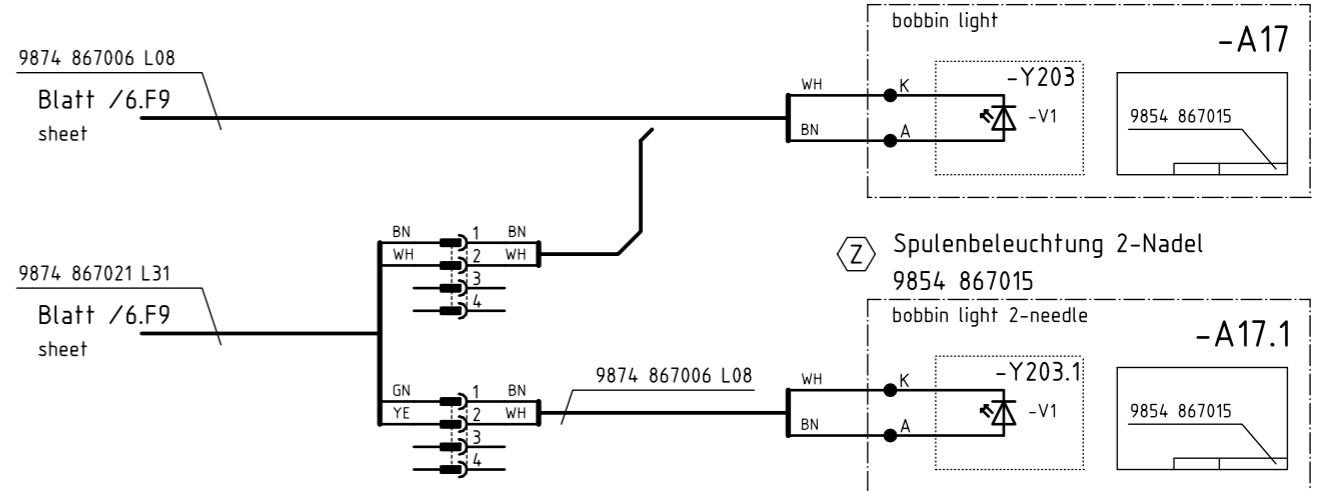 bobbin light
-A17
9874 867006 L08
Blatt /6.F9
sheet
WH
K
-Y203
BN
A
-V1
9854 867015
BN
1
BN
WH
2
WH
3
4
Z
Spulenbeleuchtung 2-Nadel
9854 867015
9874 867021 L31
Blatt /6.F9
sheet
bobbin light 2-needle
-A17.1
GN
1
BN
YE
2
WH
3
4
9874 867006 L08
WH
K
-Y203.1
BN
A
-V1
9854 867015